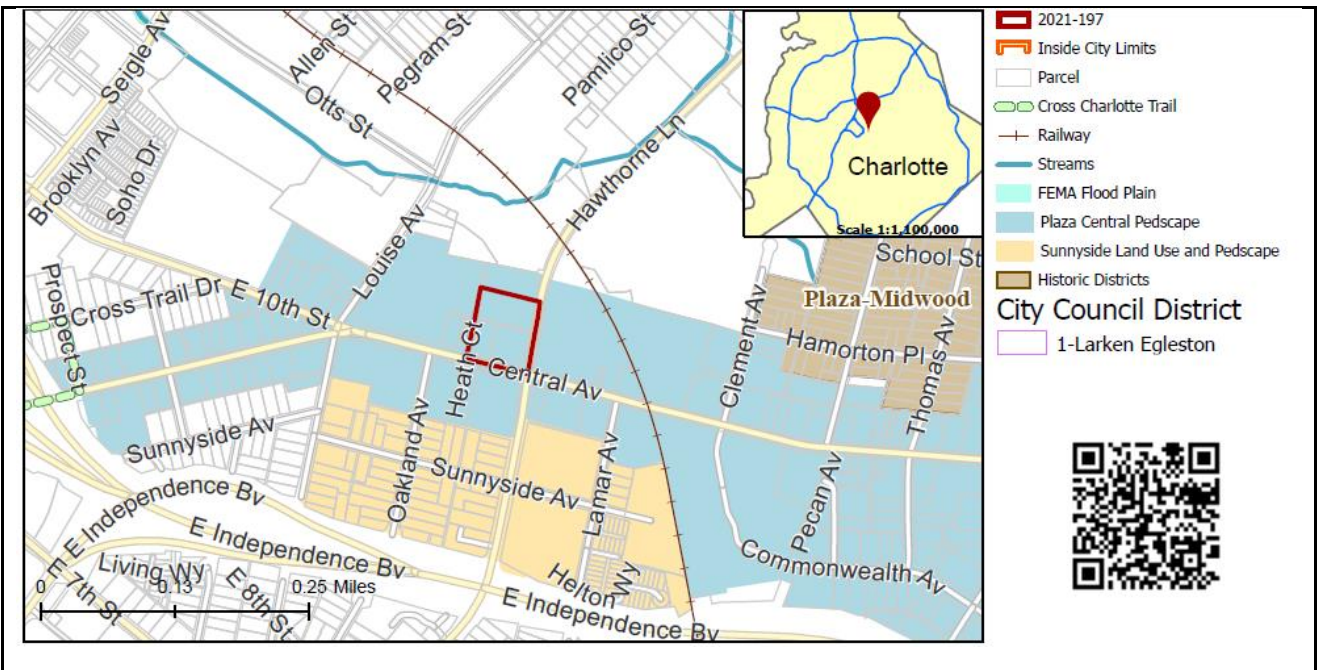 Seigle Av
Allen St
Pegram St
Pamlico St
Otts St
Brooklyn Av
Soho Dr
Hawthorne Ln
Louise Av
Prospect St
Cross Trail Dr
E 10th St
Heath Ct
Central Av
Clement Av
School St
Plaza-Midwood
Hamorton Pl
Thomas Av
Sunnyside Av
Oakland Av
Sunnyside Av
Lamar Av
Pecan Av
Commonwealth Av
E Independence Bv
E Independence Bv
Living Wy
E 7th St
E 8th St
Helton Wy
E Independence Bv
0
0.13
0.25 Miles
Charlotte
Scale 1:1,100,000
2021-197
Inside City Limits
Parcel
Cross Charlotte Trail
Railway
Streams
FEMA Flood Plain
Plaza Central Pedscape
Sunnyside Land Use and Pedscape
Historic Districts
City Council District
1-Larken Egleston